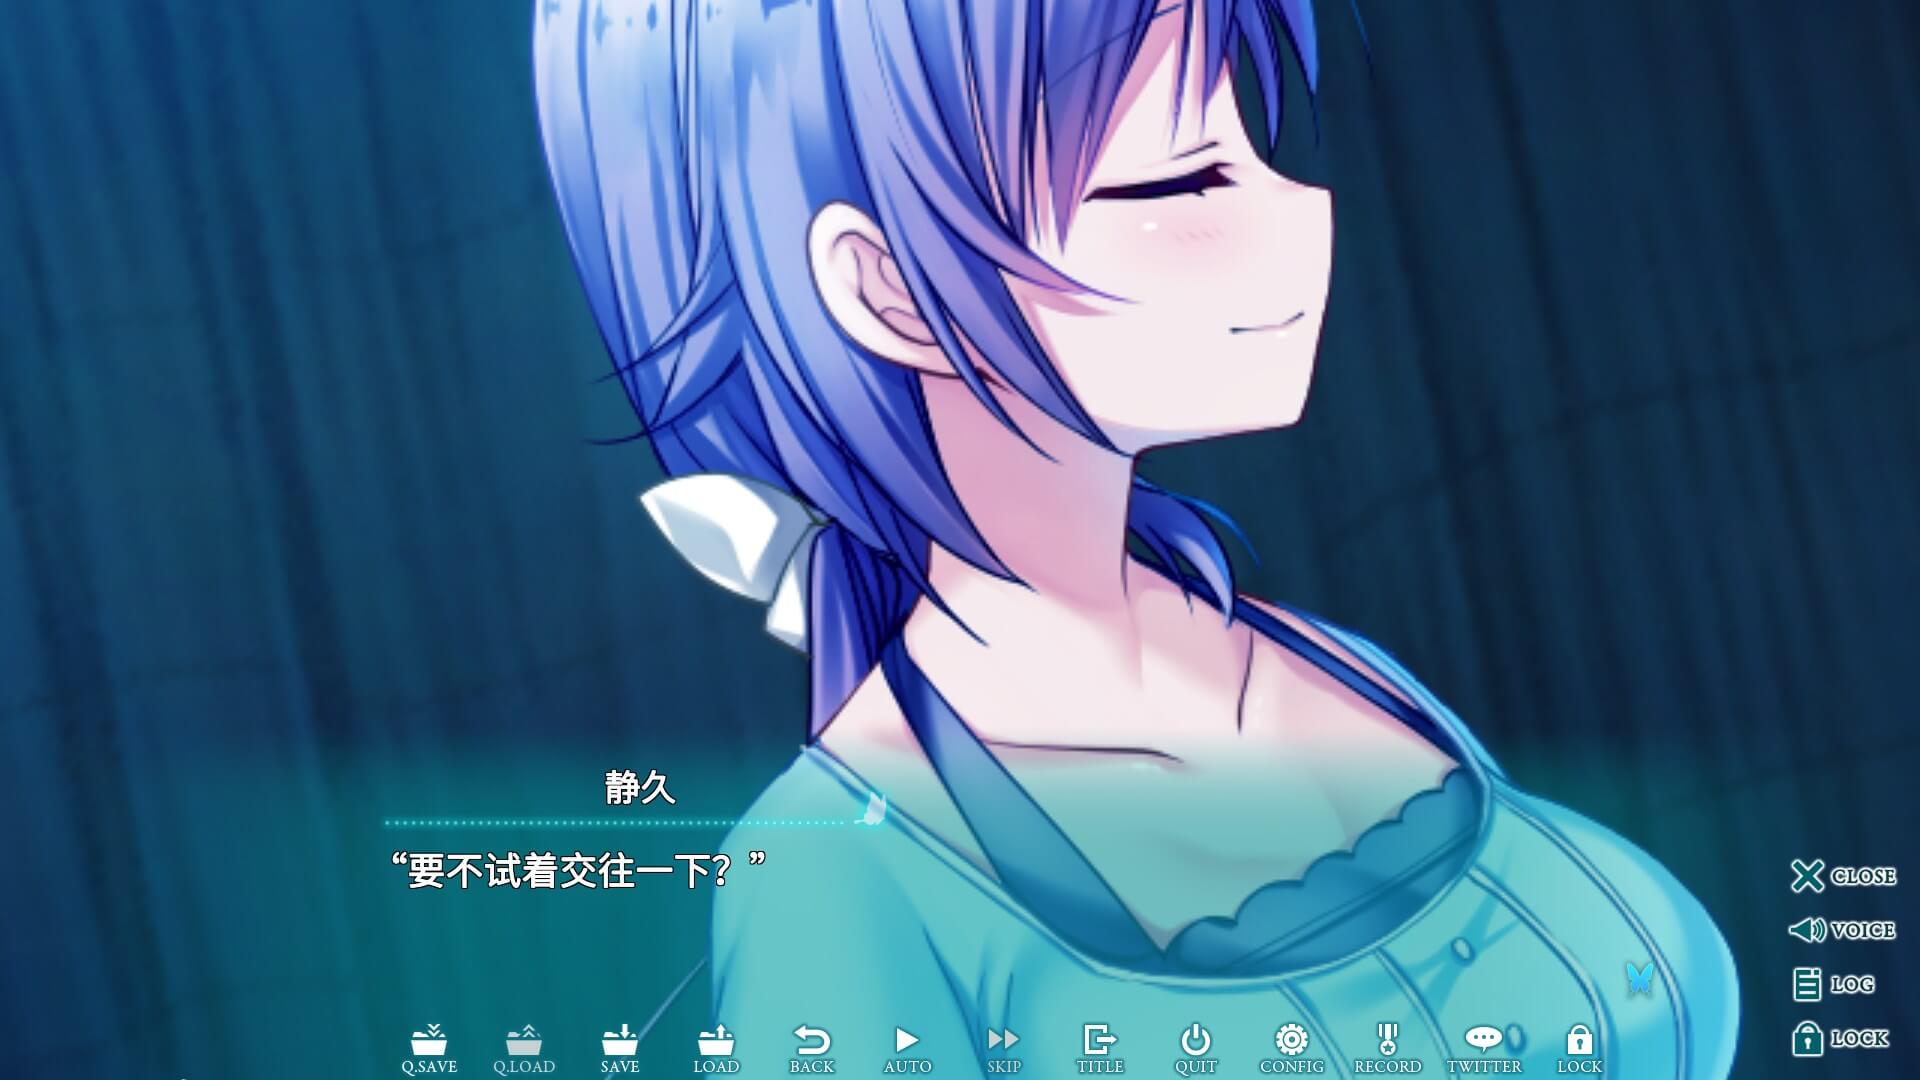 静久
“要不试着交往一下？”
CLOSE
VOICE
LOG
LOCK
Q.SAVE Q.LOAD SAVE LOAD BACK AUTO SKIP TITLE QUIT CONFIG RECORD TWITTER LOCK